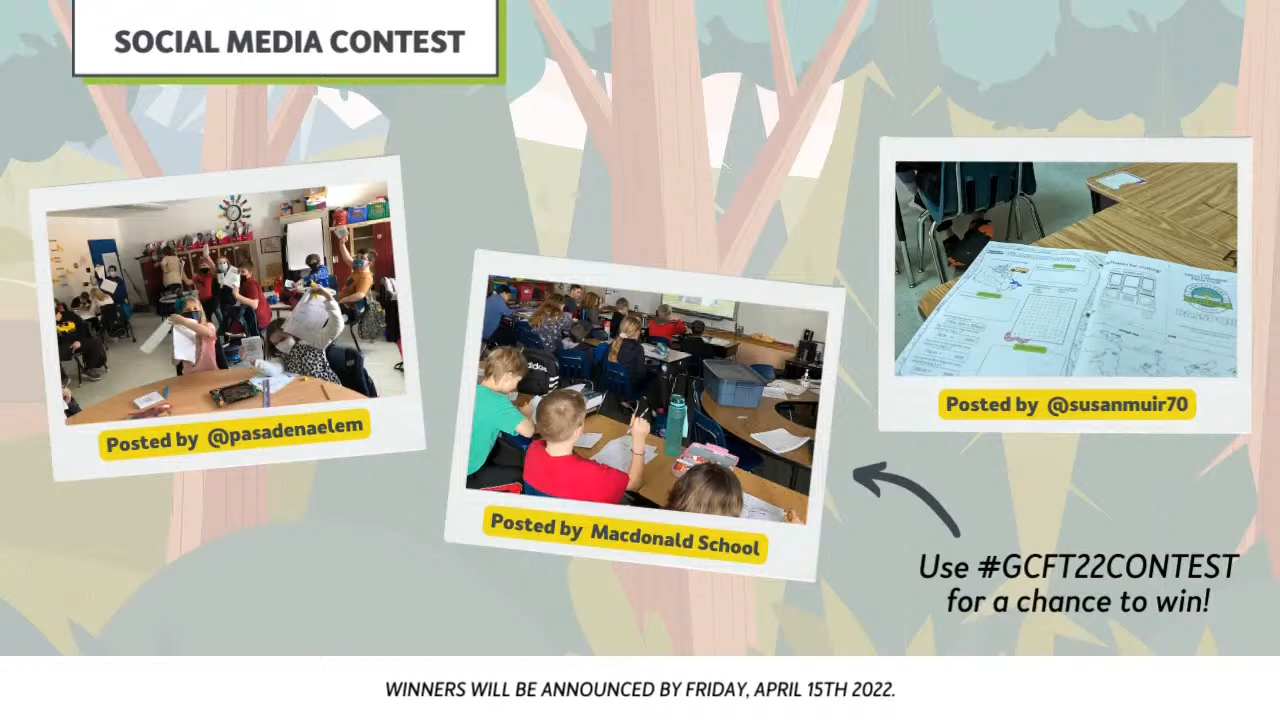 SOCIAL MEDIA CONTEST
Posted by @pasadenaelem
adidas
Posted by Macdonald School
Posted by @susanmuir70
Use #GCFT22CONTEST
for a chance to win!
WINNERS WILL BE ANNOUNCED BY FRIDAY, APRIL 15TH 2022.